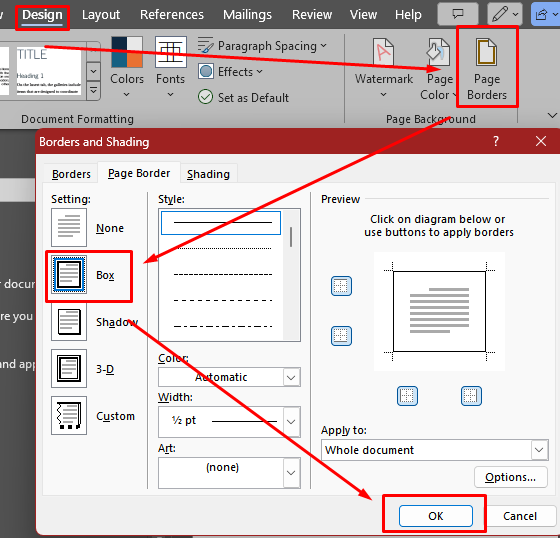 Design Layout References Mailings Review View Help
TITLE
Heading 1
On the Insert tab, the galleries include
items that are designed to coordinate
Colors
Fonts
Paragraph Spacing
Effects
Set as Default
Watermark
Page
Color
Page
Borders
Document Formatting
Page Background
Borders and Shading
?
Borders Page Border Shading
Setting:
None
Box
Shadow
3-D
Custom
Style:
Color:
Automatic
Width:
½ pt
Art:
(none)
Preview
Click on diagram below or
use buttons to apply borders
Apply to:
Whole document
Options...
OK
Cancel
r docum
re you
and app